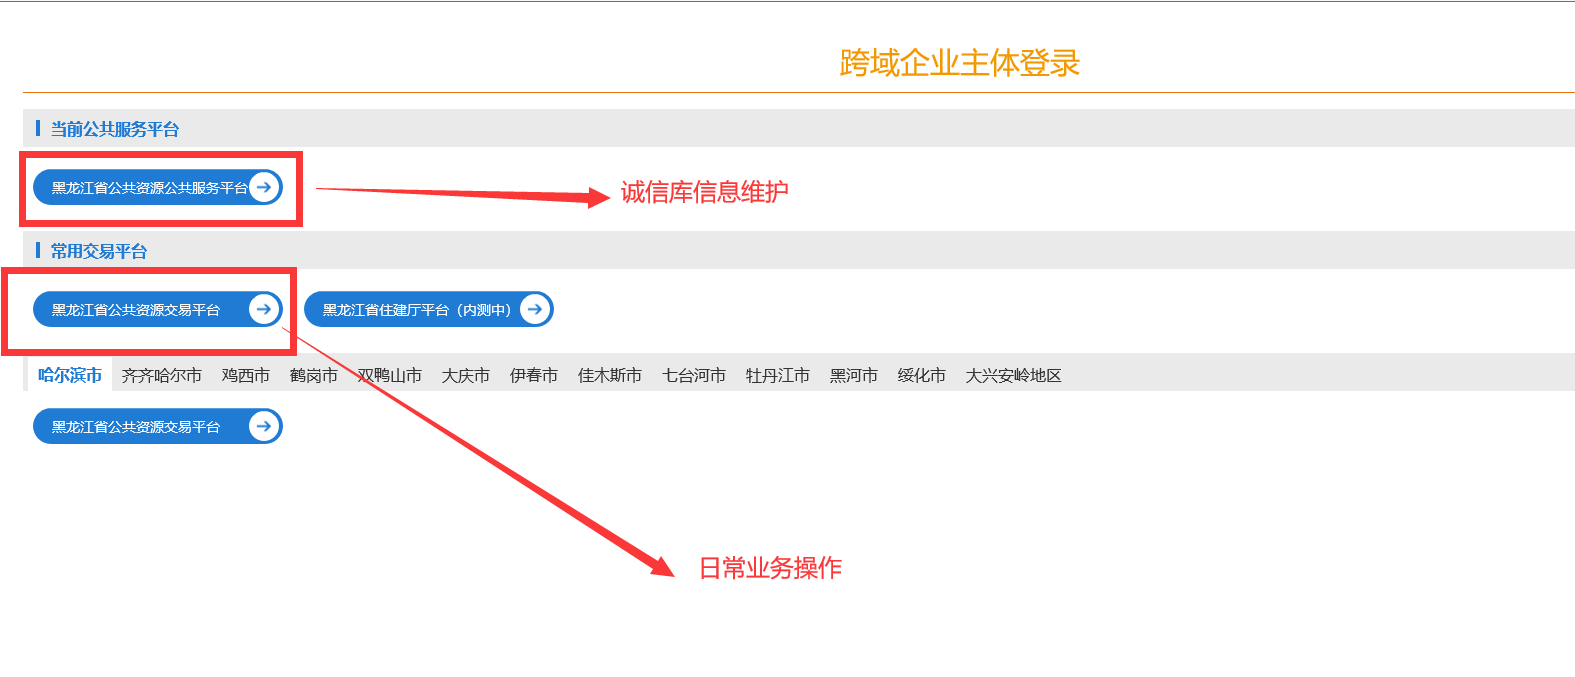 跨域企业主体登录
当前公共服务平台
黑龙江省公共资源公共服务平台
诚信库信息维护
常用交易平台
黑龙江省公共资源交易平台 黑龙江省住建厅平台（内测中）
哈尔滨市 齐齐哈尔市 鸡西市 鹤岗市 双鸭山市 大庆市 伊春市 佳木斯市 七台河市 牡丹江市 黑河市 绥化市 大兴安岭地区
黑龙江省公共资源交易平台
日常业务操作